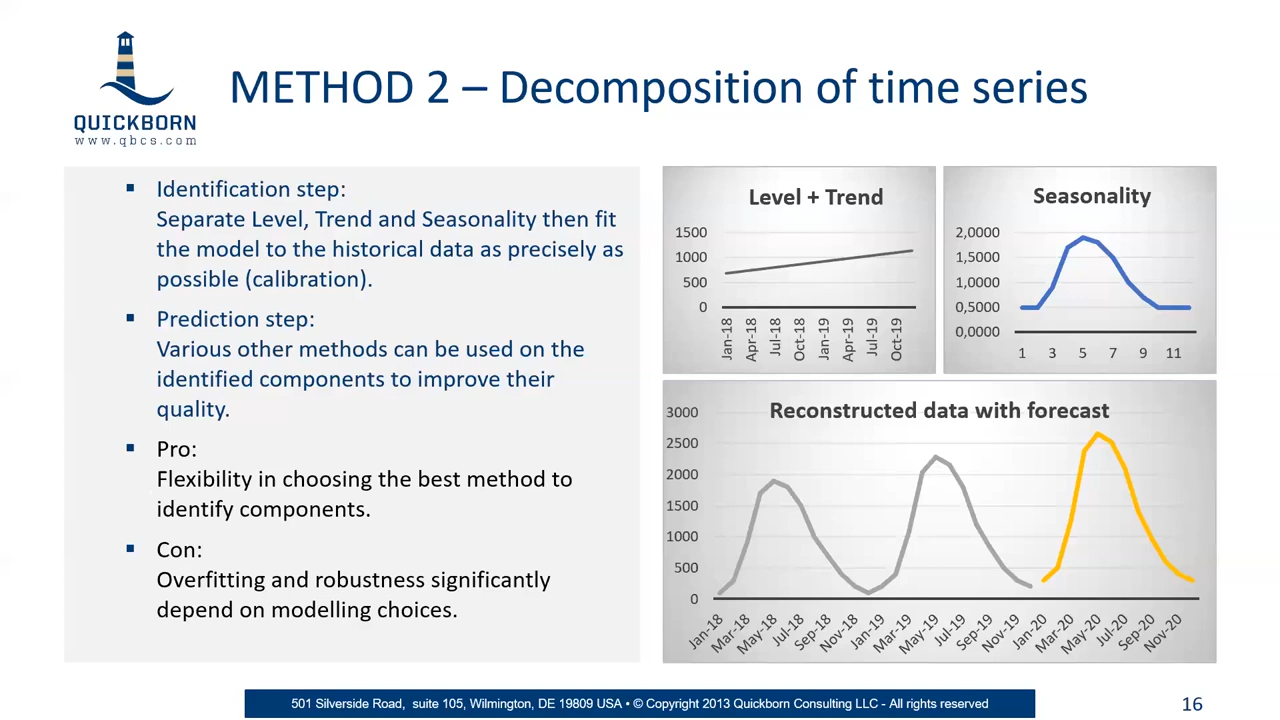 METHOD 2 – Decomposition of time series
QUICKBORN
www.qbcs.com
▪ Identification step:
Separate Level, Trend and Seasonality then fit
the model to the historical data as precisely as
possible (calibration).
▪ Prediction step:
Various other methods can be used on the
identified components to improve their
quality.
▪ Pro:
Flexibility in choosing the best method to
identify components.
▪ Con:
Overfitting and robustness significantly
depend on modelling choices.
Level + Trend
1500
1000
500
0
Jan-18 Apr-18 Jul-18 Oct-18 Jan-19 Apr-19 Jul-19 Oct-19
Seasonality
2,0000
1,5000
1,0000
0,5000
0,0000
1 3 5 7 9 11
Reconstructed data with forecast
3000
2500
2000
1500
1000
500
0
Jan-18 Mar-18 May-18 Jul-18 Sep-18 Nov-18 Jan-19 Mar-19 May-19 Jul-19 Sep-19 Nov-19 Jan-20 Mar-20 May-20 Jul-20 Sep-20 Nov-20
501 Silverside Road, suite 105, Wilmington, DE 19809 USA • © Copyright 2013 Quickborn Consulting LLC - All rights reserved
16